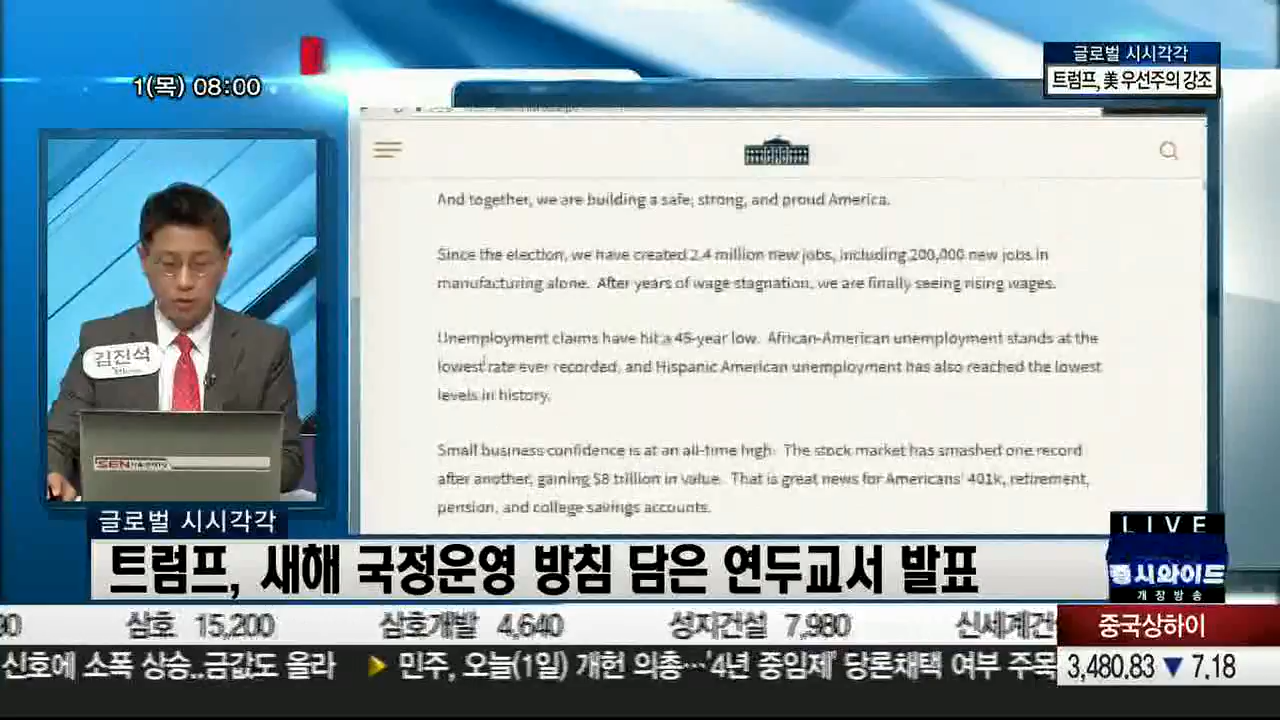 글로벌 시시각각
트럼프, 美 우선주의 강조
1(목) 08:00
And together, we are building a safe, strong, and proud America.
Since the election, we have created 2.4 million new jobs, including 200,000 new jobs in
manufacturing alone. After years of wage stagnation, we are finally seeing rising wages.
Unemployment claims have hit a 45-year low. African-American unemployment stands at the
lowest rate ever recorded, and Hispanic American unemployment has also reached the lowest
levels in history.
Small business confidence is at an all-time high. The stock market has smashed one record
after another, gaining $8 trillion in value. That is great news for Americans' 401k, retirement,
pension, and college savings accounts.
김진석
SEN
글로벌 시시각각
트럼프, 새해 국정운영 방침 담은 연두교서 발표
LIVE
증시와이드
개장방송
삼호 15,200 삼호개발 4,640 성지건설 7,980 신세계건
중국상하이
신호에 소폭 상승..금값도 올라 ▶ 민주, 오늘(1일) 개헌 의총…'4년 중임제' 당론채택 여부 주목
3,480.83 ▼ 7.18